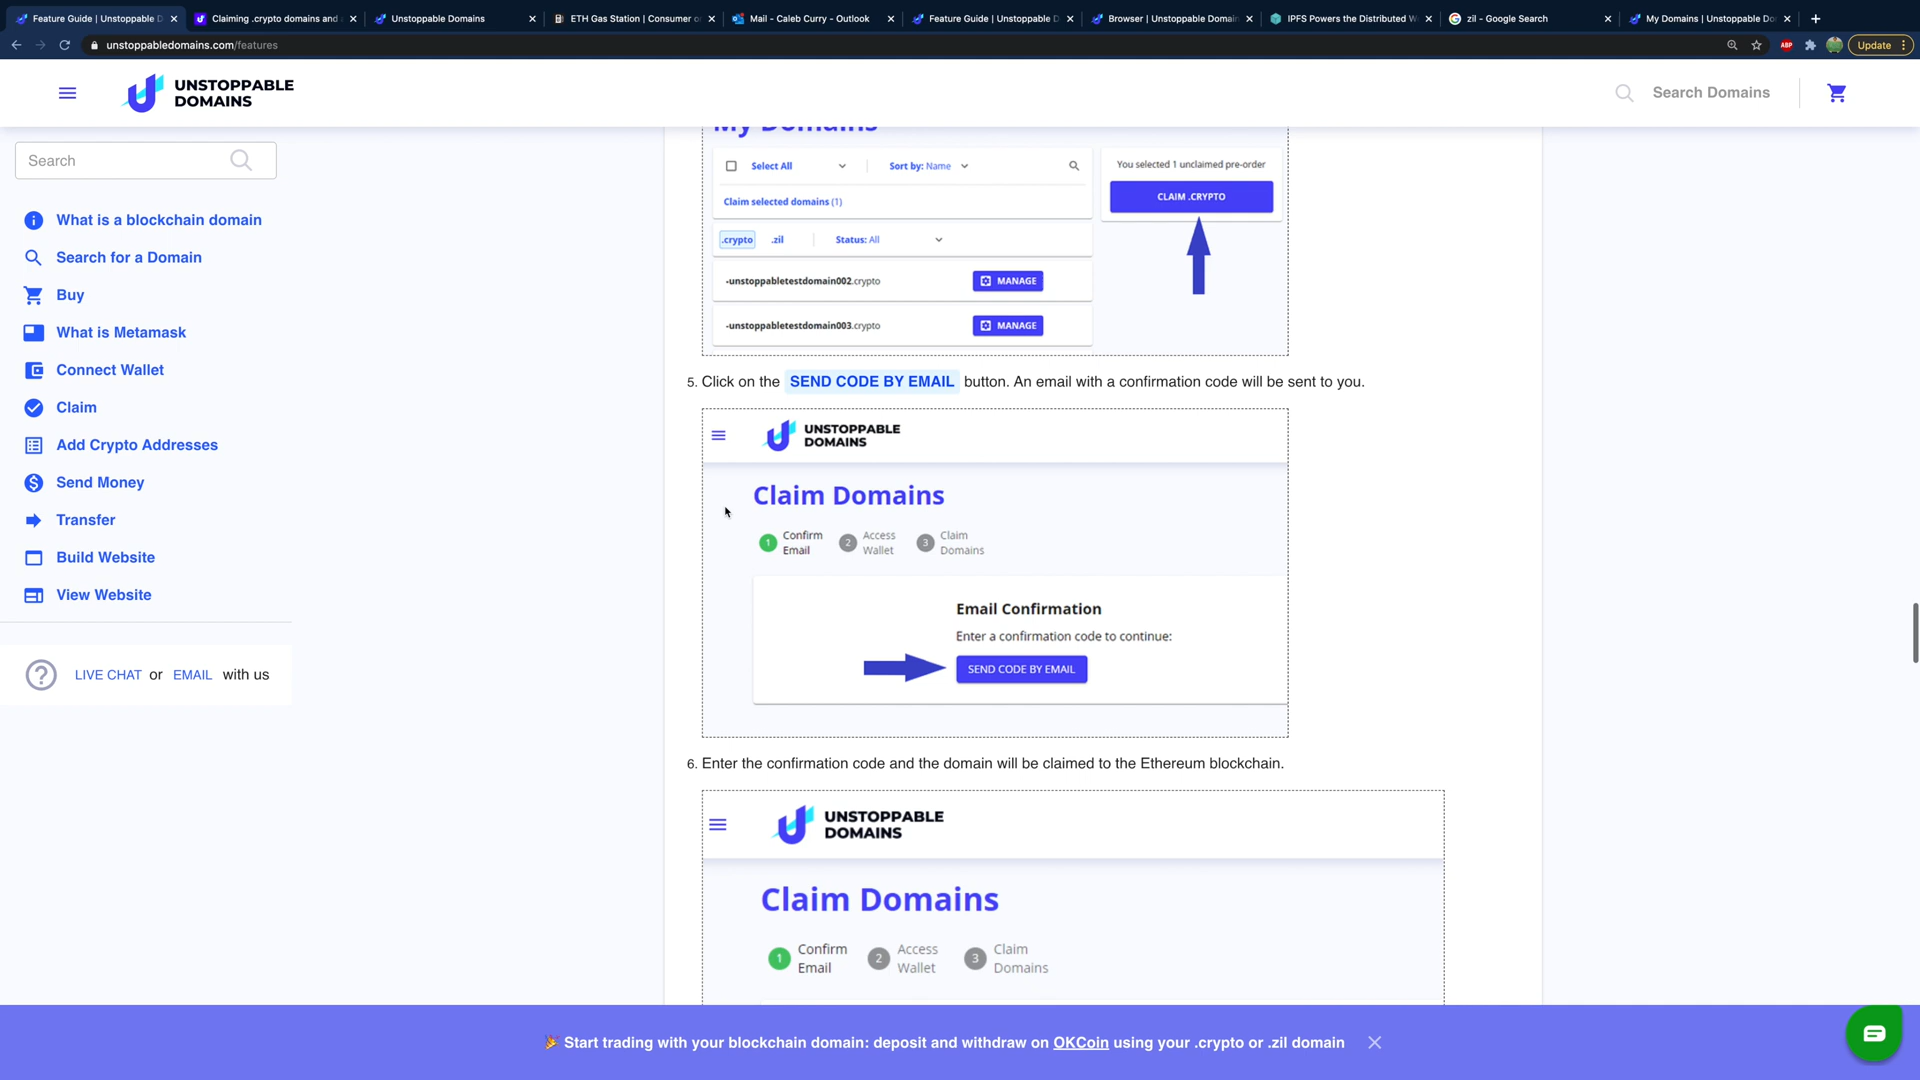 Feature Guide | Unstoppable D
Claiming .crypto domains and
Unstoppable Domains
ETH Gas Station | Consumer o
Mail - Caleb Curry - Outlook
Feature Guide | Unstoppable D
Browser | Unstoppable Domain
IPFS Powers the Distributed W
zil - Google Search
My Domains | Unstoppable Do
unstoppabledomains.com/features
ABP
Update
UNSTOPPABLE
DOMAINS
Search Domains
Search
What is a blockchain domain
Search for a Domain
Buy
What is Metamask
Connect Wallet
Claim
Add Crypto Addresses
Send Money
Transfer
Build Website
View Website
LIVE CHAT or EMAIL with us
My Domains
Select All
Sort by: Name
Claim selected domains (1)
.crypto
.zil
Status: All
-unstoppabletestdomain002.crypto
MANAGE
-unstoppabletestdomain003.crypto
MANAGE
You selected 1 unclaimed pre-order
CLAIM .CRYPTO
5. Click on the SEND CODE BY EMAIL button. An email with a confirmation code will be sent to you.
UNSTOPPABLE
DOMAINS
Claim Domains
1 Confirm Email
2 Access Wallet
3 Claim Domains
Email Confirmation
Enter a confirmation code to continue:
SEND CODE BY EMAIL
6. Enter the confirmation code and the domain will be claimed to the Ethereum blockchain.
UNSTOPPABLE
DOMAINS
Claim Domains
1 Confirm Email
2 Access Wallet
3 Claim Domains
🎉 Start trading with your blockchain domain: deposit and withdraw on OKCoin using your .crypto or .zil domain